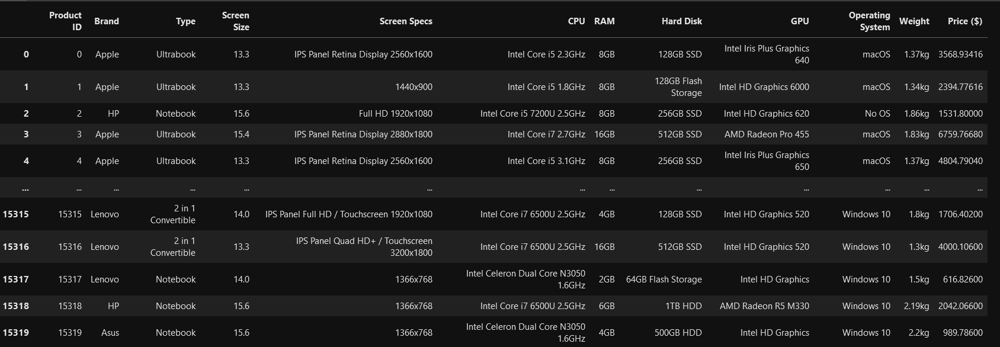 Product ID Brand Type Screen Size Screen Specs CPU RAM Hard Disk GPU Operating System Weight Price ($)
0 0 Apple Ultrabook 13.3 IPS Panel Retina Display 2560x1600 Intel Core i5 2.3GHz 8GB 128GB SSD Intel Iris Plus Graphics 640 macOS 1.37kg 3568.93416
1 1 Apple Ultrabook 13.3 1440x900 Intel Core i5 1.8GHz 8GB 128GB Flash Storage Intel HD Graphics 6000 macOS 1.34kg 2394.77616
2 2 HP Notebook 15.6 Full HD 1920x1080 Intel Core i5 7200U 2.5GHz 8GB 256GB SSD Intel HD Graphics 620 No OS 1.86kg 1531.80000
3 3 Apple Ultrabook 15.4 IPS Panel Retina Display 2880x1800 Intel Core i7 2.7GHz 16GB 512GB SSD AMD Radeon Pro 455 macOS 1.83kg 6759.76680
4 4 Apple Ultrabook 13.3 IPS Panel Retina Display 2560x1600 Intel Core i5 3.1GHz 8GB 256GB SSD Intel Iris Plus Graphics 650 macOS 1.37kg 4804.79040
... ... ... ... ... ... ... ... ... ... ... ... ...
15315 15315 Lenovo 2 in 1 Convertible 14.0 IPS Panel Full HD / Touchscreen 1920x1080 Intel Core i7 6500U 2.5GHz 4GB 128GB SSD Intel HD Graphics 520 Windows 10 1.8kg 1706.40200
15316 15316 Lenovo 2 in 1 Convertible 13.3 IPS Panel Quad HD+ / Touchscreen 3200x1800 Intel Core i7 6500U 2.5GHz 16GB 512GB SSD Intel HD Graphics 520 Windows 10 1.3kg 4000.10600
15317 15317 Lenovo Notebook 14.0 1366x768 Intel Celeron Dual Core N3050 1.6GHz 2GB 64GB Flash Storage Intel HD Graphics Windows 10 1.5kg 616.82600
15318 15318 HP Notebook 15.6 1366x768 Intel Core i7 6500U 2.5GHz 6GB 1TB HDD AMD Radeon R5 M330 Windows 10 2.19kg 2042.06600
15319 15319 Asus Notebook 15.6 1366x768 Intel Celeron Dual Core N3050 1.6GHz 4GB 500GB HDD Intel HD Graphics Windows 10 2.2kg 989.78600